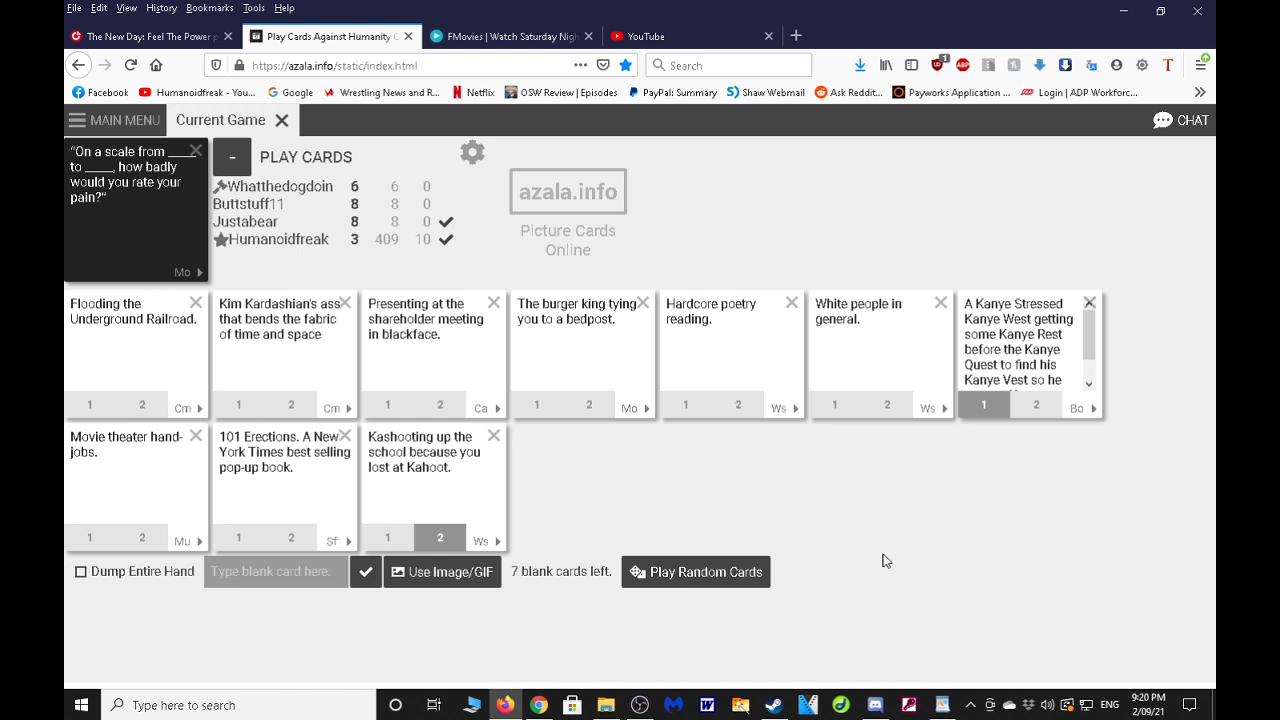 File Edit View History Bookmarks Tools Help
The New Day: Feel The Power p
Play Cards Against Humanity O
FMovies | Watch Saturday Nigh
YouTube
https://azala.info/static/index.html
Search
Facebook Humanoidfreak - You... Google Wrestling News and R... Netflix OSW Review | Episodes PayPal: Summary Shaw Webmail Ask Reddit... Payworks Application ... Login | ADP Workforc...
MAIN MENU
Current Game
CHAT
"On a scale from ____
to ____, how badly
would you rate your
pain?"
Mo
- PLAY CARDS
Whatthedogdoin 6 6 0
Buttstuff11 8 8 0
Justabear 8 8 0
Humanoidfreak 3 409 10
azala.info
Picture Cards
Online
Flooding the
Underground Railroad.
1 2 Cm
Kim Kardashian's ass
that bends the fabric
of time and space
1 2 Cm
Presenting at the
shareholder meeting
in blackface.
1 2 Ca
The burger king tying
you to a bedpost.
1 2 Mo
Hardcore poetry
reading.
1 2 Ws
White people in
general.
1 2 Ws
A Kanye Stressed
Kanye West getting
some Kanye Rest
before the Kanye
Quest to find his
Kanye Vest so he
1 2 Bo
Movie theater hand-
jobs.
1 2 Mu
101 Erections. A New
York Times best selling
pop-up book.
1 2 Sf
Kashooting up the
school because you
lost at Kahoot.
1 2 Ws
Dump Entire Hand
Type blank card here.
Use Image/GIF
7 blank cards left.
Play Random Cards
Type here to search
ENG
9:20 PM
2/09/21